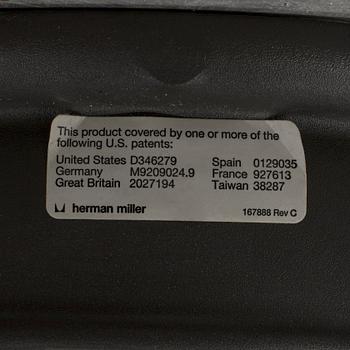 This product covered by one or more of the
following U.S. patents:
United States D346279 Spain 0129035
Germany M9209024.9 France 927613
Great Britain 2027194 Taiwan 38287
herman miller 167888 Rev C